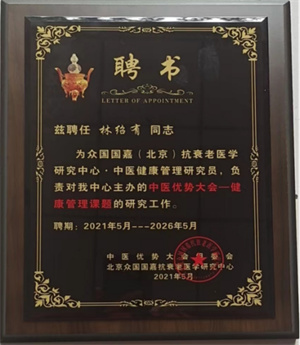 聘书
LETTER OF APPOINTMENT
兹聘任 林绍有 同志
为众国国嘉（北京）抗衰老医学
研究中心·中医健康管理研究员，负
责对我中心主办的中医优势大会—健
康管理课题的研究工作。
聘期：2021年5月---2026年5月
中医优势大会组委会
北京众国国嘉抗衰老医学研究中心
2021年5月